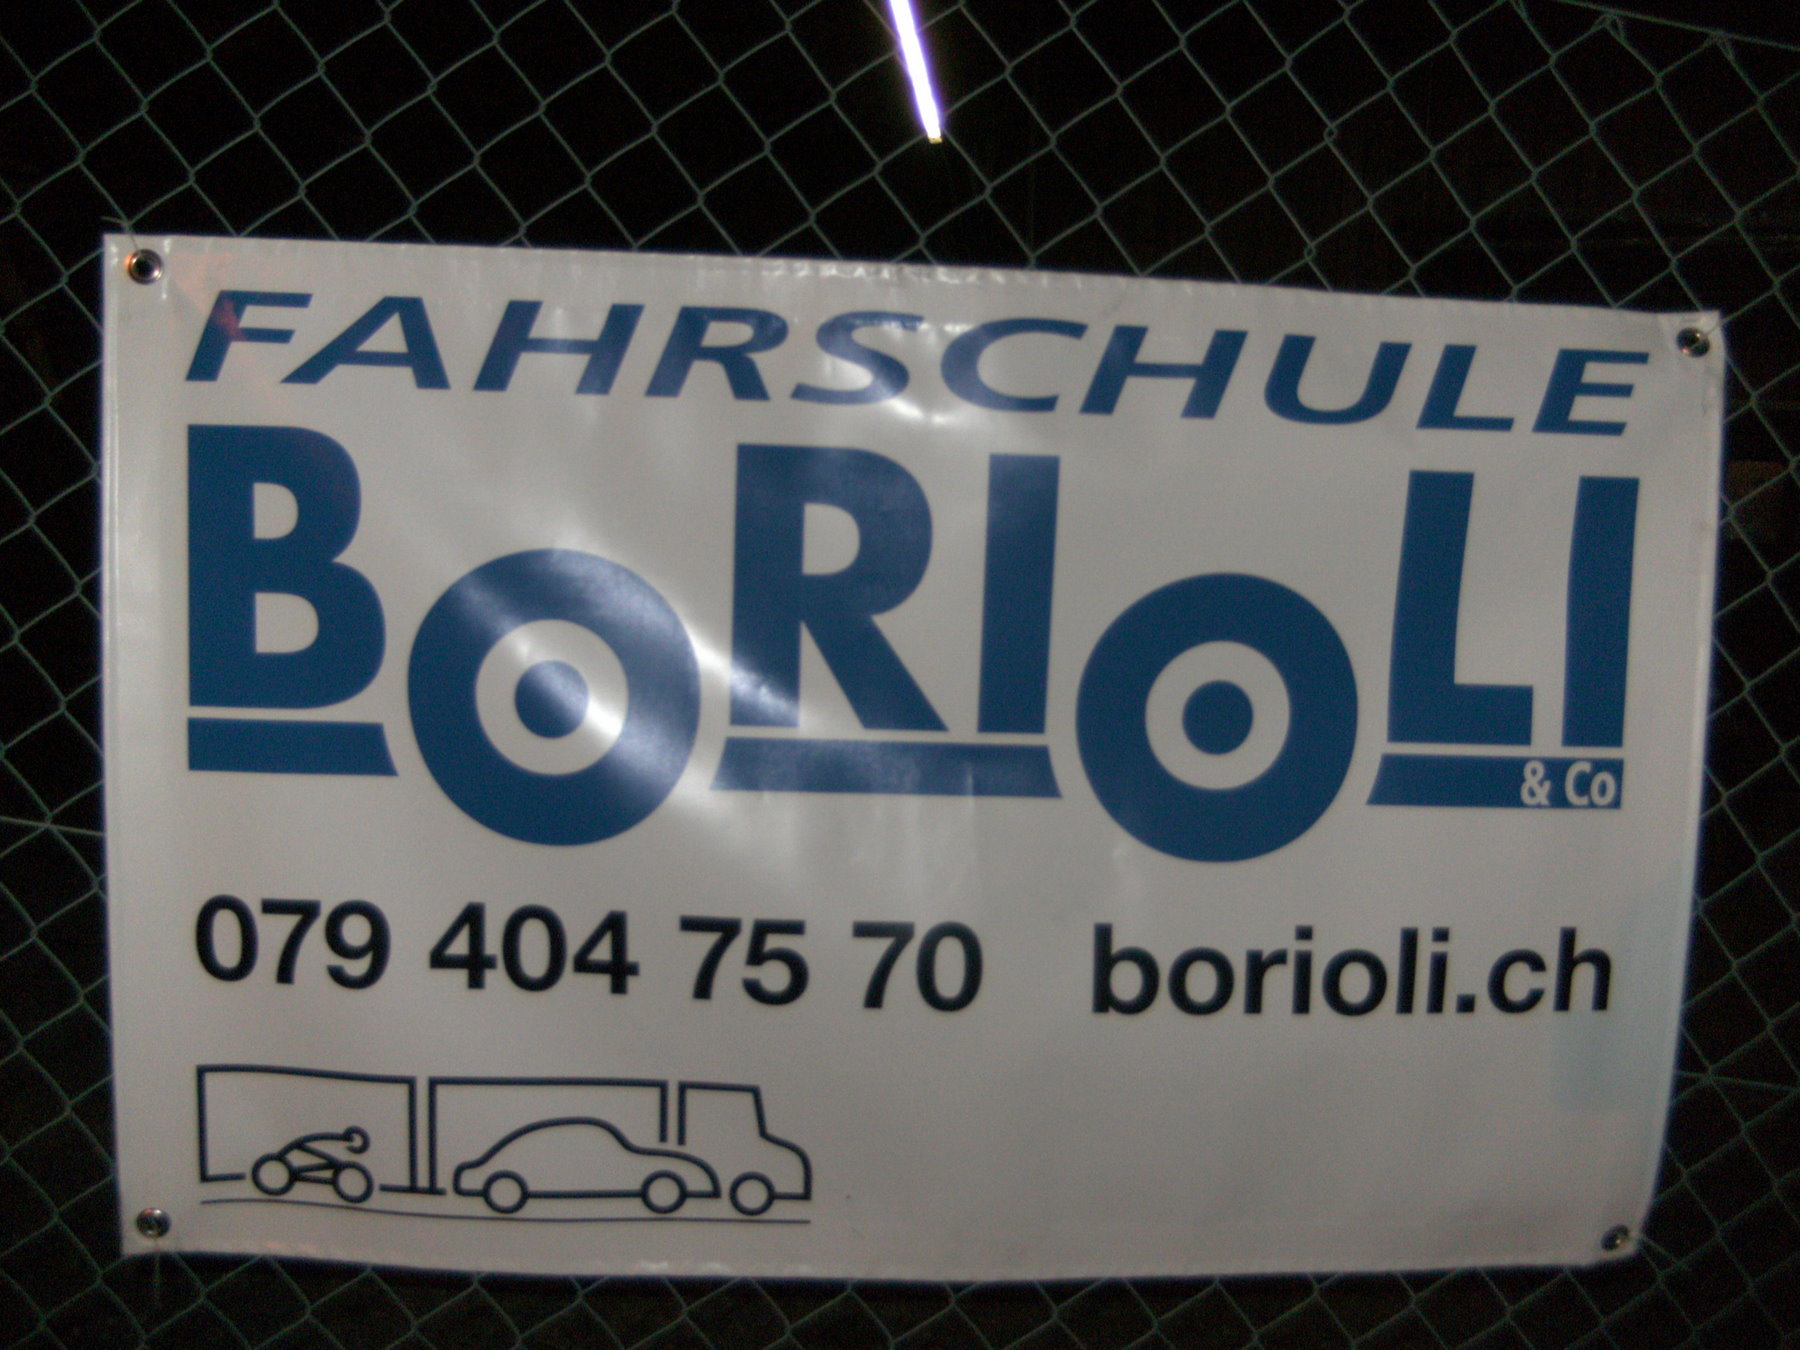 FAHRSCHULE
BORIOLI
& Co
079 404 75 70 borioli.ch